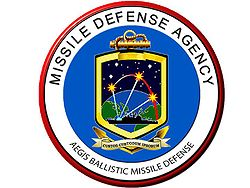 MISSILE DEFENSE AGENCY
CUSTOS CUSTODUM IPSORUM
AEGIS BALLISTIC MISSILE DEFENSE